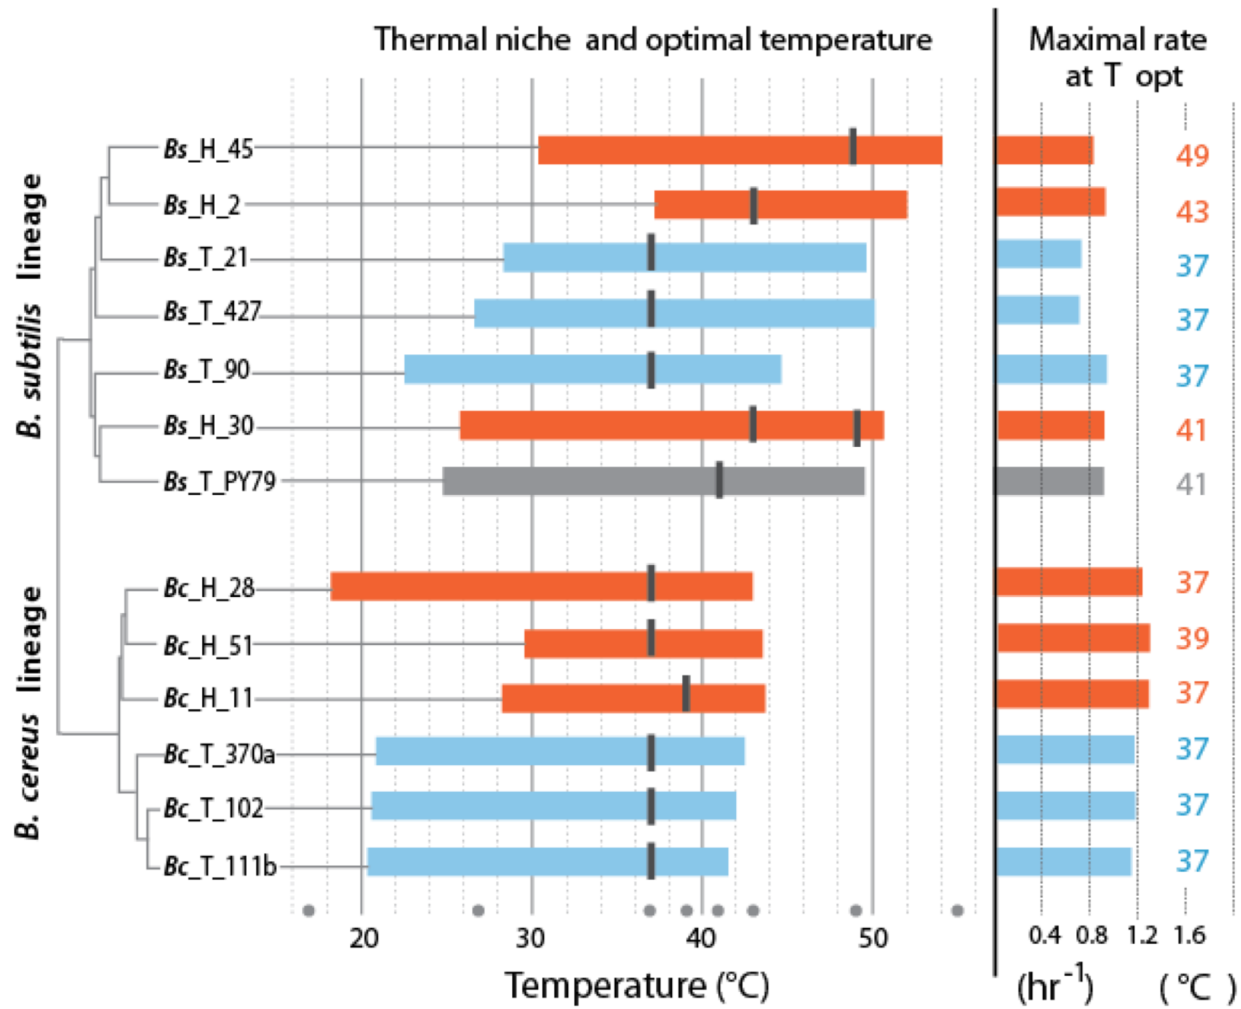 Thermal niche and optimal temperature
Maximal rate
at T opt
B. subtilis lineage
Bs_H_45
49
Bs_H_2
43
Bs_T_21
37
Bs_T_427
37
Bs_T_90
37
Bs_H_30
41
Bs_T_PY79
41
B. cereus lineage
Bc_H_28
37
Bc_H_51
39
Bc_H_11
37
Bc_T_370a
37
Bc_T_102
37
Bc_T_111b
37
20 30 40 50
0.4 0.8 1.2 1.6
Temperature (°C)
(hr⁻¹) (°C)